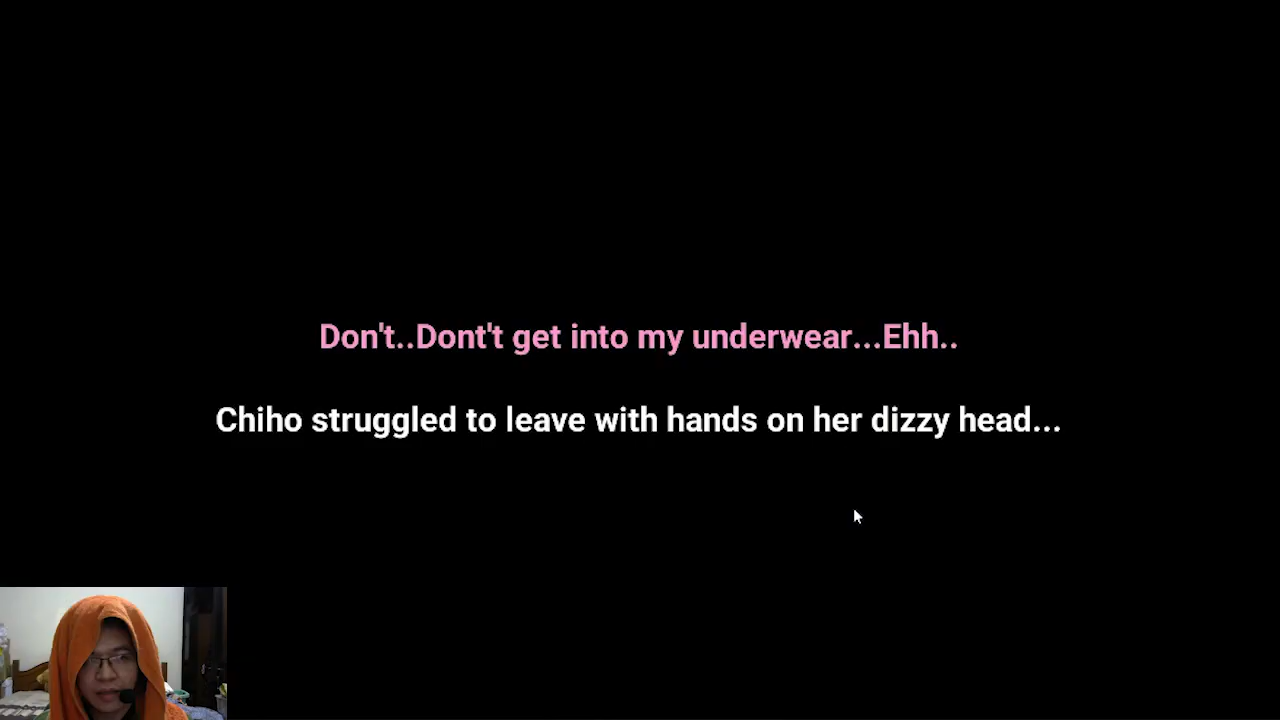 Don't..Dont't get into my underwear...Ehh..
Chiho struggled to leave with hands on her dizzy head...